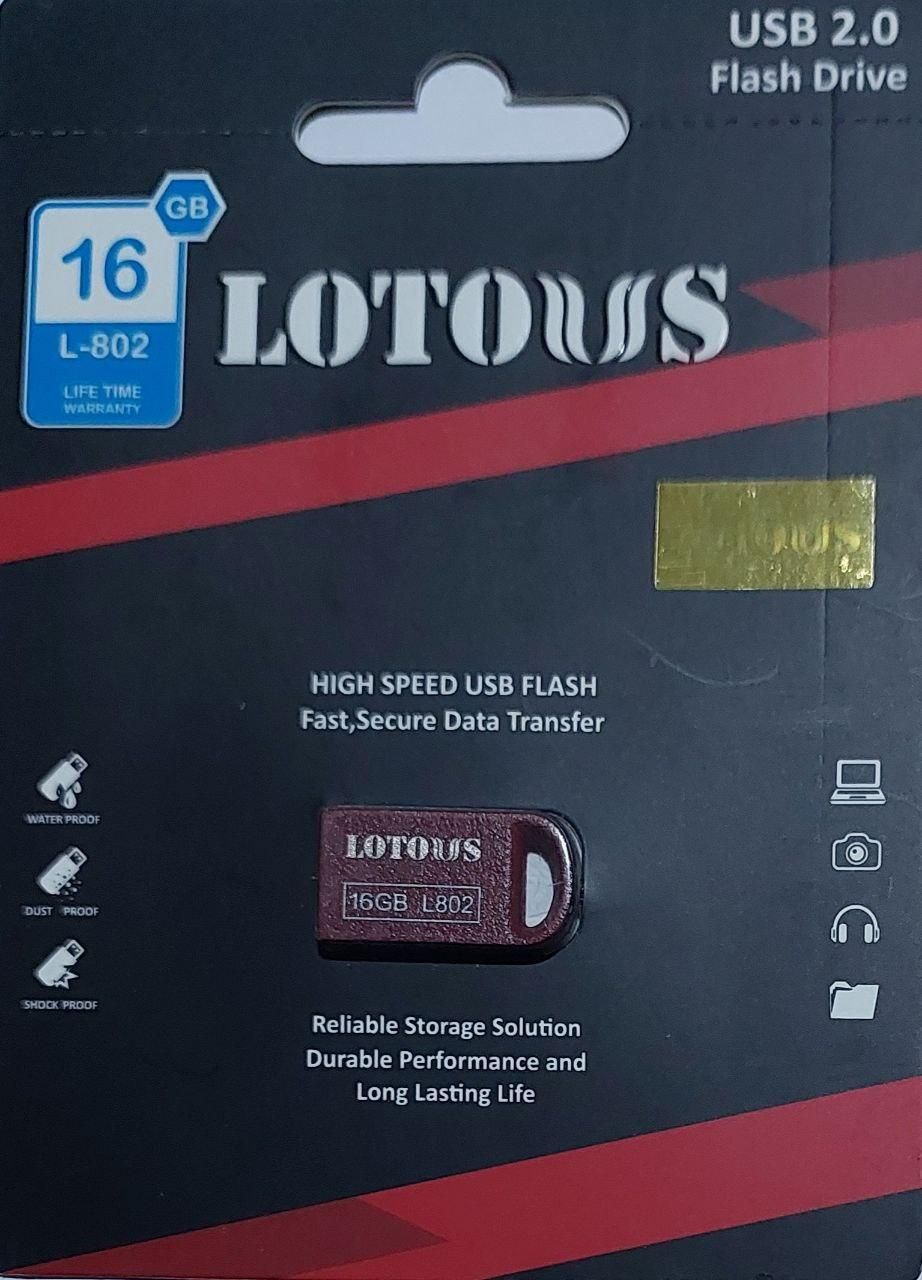 USB 2.0
Flash Drive
GB
16
L-802
LIFE TIME
WARRANTY
LOTOUS
LOTOUS
HIGH SPEED USB FLASH
Fast,Secure Data Transfer
WATER PROOF
DUST PROOF
SHOCK PROOF
LOTOUS
16GB L802
Reliable Storage Solution
Durable Performance and
Long Lasting Life